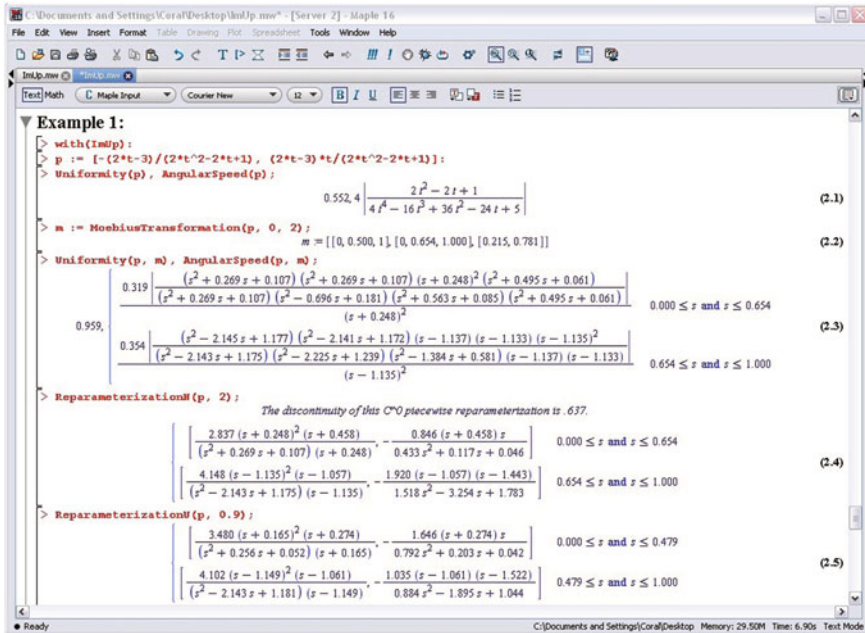 C:\Documents and Settings\Coral\Desktop\ImUp.mw* - [Server 2] - Maple 16
File Edit View Insert Format Table Drawing Plot Spreadsheet Tools Window Help
ImUp.mw *ImUp.mw
Text Math C Maple Input Courier New 12 B I U
Example 1:
> with(ImUp):
> p := [-(2*t-3)/(2*t^2-2*t+1), (2*t-3)*t/(2*t^2-2*t+1)]:
> Uniformity(p), AngularSpeed(p);
0.552, 4 |(2 t^2 - 2 t + 1)/(4 t^4 - 16 t^3 + 36 t^2 - 24 t + 5)| (2.1)
> m := MoebiusTransformation(p, 0, 2);
m := [[0, 0.500, 1], [0, 0.654, 1.000], [0.215, 0.781]] (2.2)
> Uniformity(p, m), AngularSpeed(p, m);
0.319 |((s^2 + 0.269 s + 0.107) (s^2 + 0.269 s + 0.107) (s + 0.248)^2 (s^2 + 0.495 s + 0.061))/((s^2 + 0.269 s + 0.107) (s^2 - 0.696 s + 0.181) (s^2 + 0.563 s + 0.085) (s^2 + 0.495 s + 0.061))|/(s + 0.248)^2 0.000 ≤ s and s ≤ 0.654
0.959, (2.3)
0.354 |((s^2 - 2.145 s + 1.177) (s^2 - 2.141 s + 1.172) (s - 1.137) (s - 1.133) (s - 1.135)^2)/((s^2 - 2.143 s + 1.175) (s^2 - 2.225 s + 1.239) (s^2 - 1.384 s + 0.581) (s - 1.137) (s - 1.133))|/(s - 1.135)^2 0.654 ≤ s and s ≤ 1.000
> ReparameterizationN(p, 2);
The discontinuity of this C^0 piecewise reparameterization is .637.
[(2.837 (s + 0.248)^2 (s + 0.458))/((s^2 + 0.269 s + 0.107) (s + 0.248)), -(0.846 (s + 0.458) s)/(0.433 s^2 + 0.117 s + 0.046)] 0.000 ≤ s and s ≤ 0.654
(2.4)
[(4.148 (s - 1.135)^2 (s - 1.057))/((s^2 - 2.143 s + 1.175) (s - 1.135)), -(1.920 (s - 1.057) (s - 1.443))/(1.518 s^2 - 3.254 s + 1.783)] 0.654 ≤ s and s ≤ 1.000
> ReparameterizationU(p, 0.9);
[(3.480 (s + 0.165)^2 (s + 0.274))/((s^2 + 0.256 s + 0.052) (s + 0.165)), -(1.646 (s + 0.274) s)/(0.792 s^2 + 0.203 s + 0.042)] 0.000 ≤ s and s ≤ 0.479
(2.5)
[(4.102 (s - 1.149)^2 (s - 1.061))/((s^2 - 2.143 s + 1.181) (s - 1.149)), -(1.035 (s - 1.061) (s - 1.522))/(0.884 s^2 - 1.895 s + 1.044)] 0.479 ≤ s and s ≤ 1.000
Ready C:\Documents and Settings\Coral\Desktop Memory: 29.50M Time: 6.90s Text Mode